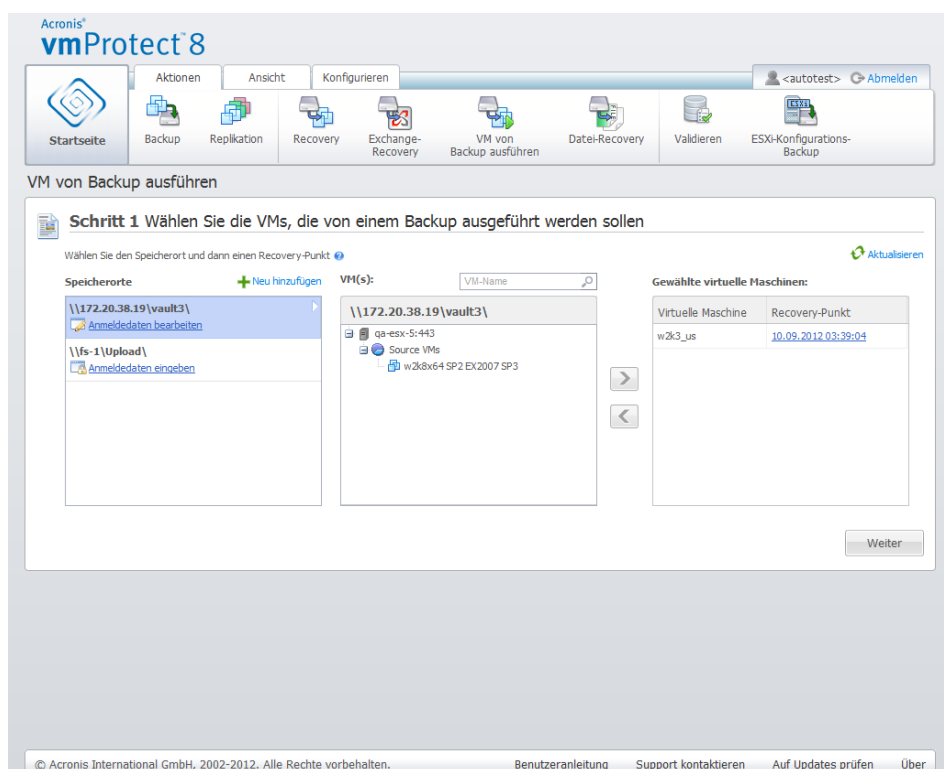 Acronis®
vmProtect™8
Aktionen
Ansicht
Konfigurieren
<autotest>
Abmelden
Startseite
Backup
Replikation
Recovery
Exchange-
Recovery
VM von
Backup ausführen
Datei-Recovery
Validieren
ESXi-Konfigurations-
Backup
VM von Backup ausführen
Schritt 1 Wählen Sie die VMs, die von einem Backup ausgeführt werden sollen
Wählen Sie den Speicherort und dann einen Recovery-Punkt
Aktualisieren
Speicherorte
Neu hinzufügen
\\172.20.38.19\vault3\
Anmeldedaten bearbeiten
\\fs-1\Upload\
Anmeldedaten eingeben
VM(s):
VM-Name
\\172.20.38.19\vault3\
qa-esx-5:443
Source VMs
w2k8x64 SP2 EX2007 SP3
Gewählte virtuelle Maschinen:
Virtuelle Maschine
Recovery-Punkt
w2k3_us
10.09.2012 03:39:04
Weiter
© Acronis International GmbH, 2002-2012. Alle Rechte vorbehalten.
Benutzeranleitung
Support kontaktieren
Auf Updates prüfen
Über